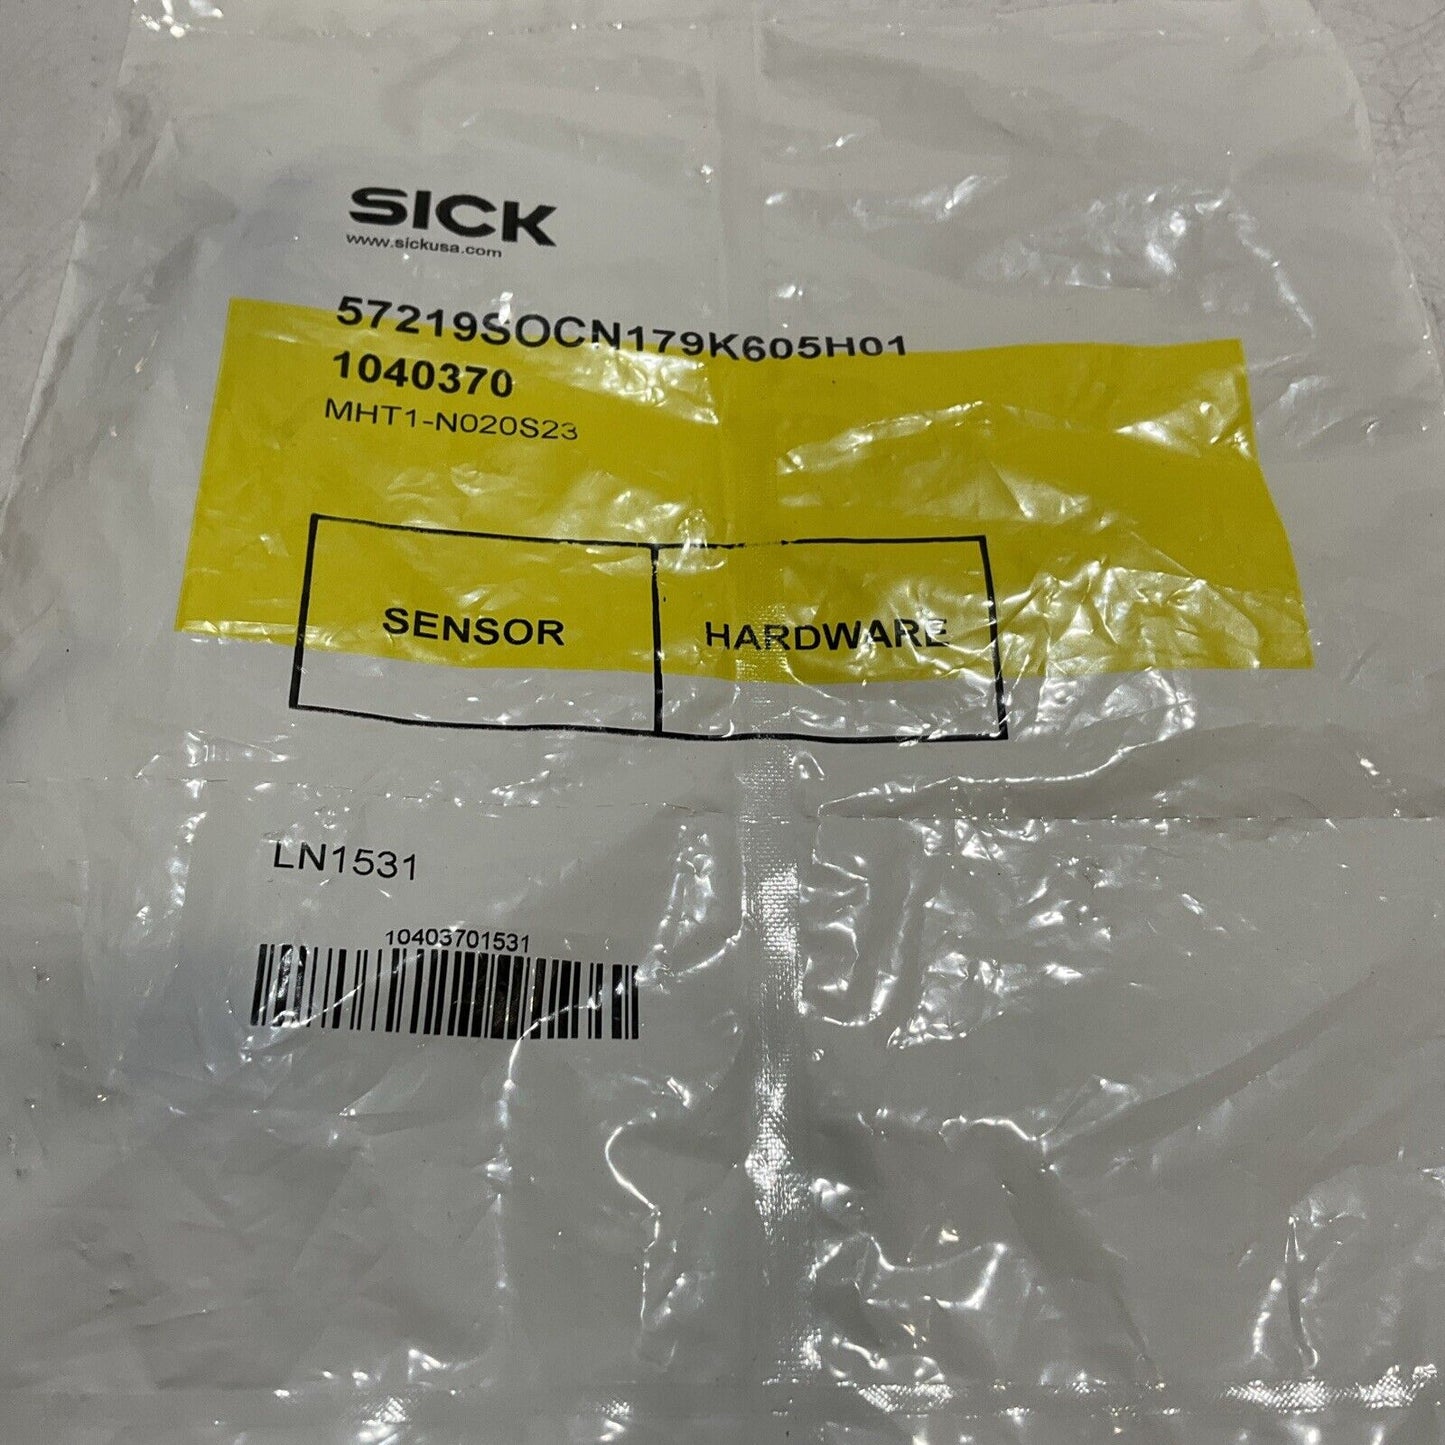 SICK
www.sickusa.com
57219SOCN179K605H01
1040370
MHT1-N020S23
SENSOR HARDWARE
LN1531
10403701531